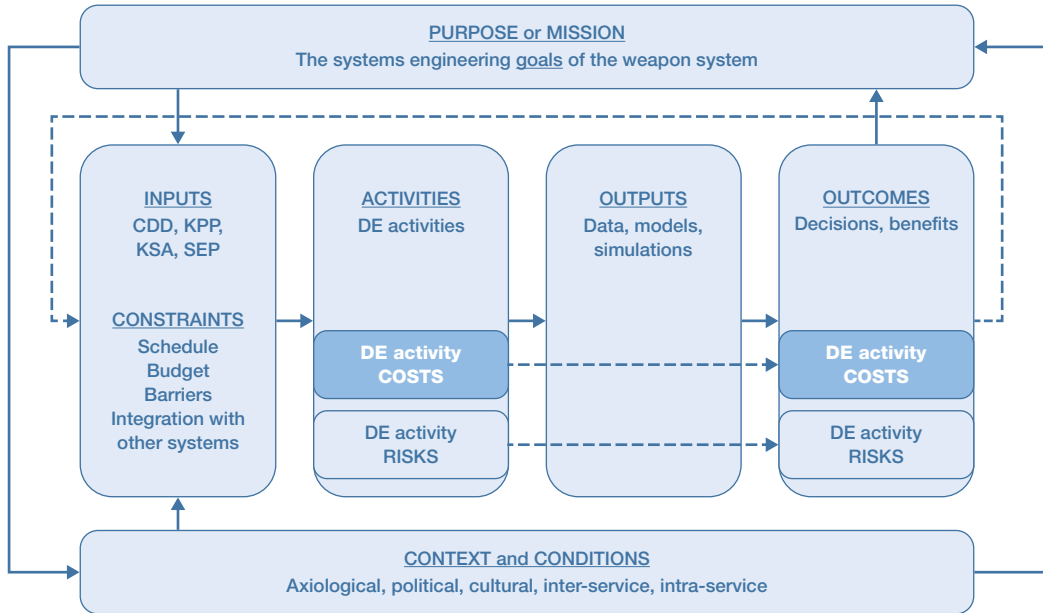 PURPOSE or MISSION
The systems engineering goals of the weapon system
INPUTS
CDD, KPP,
KSA, SEP
CONSTRAINTS
Schedule
Budget
Barriers
Integration with
other systems
ACTIVITIES
DE activities
DE activity
COSTS
DE activity
RISKS
OUTPUTS
Data, models,
simulations
OUTCOMES
Decisions, benefits
DE activity
COSTS
DE activity
RISKS
CONTEXT and CONDITIONS
Axiological, political, cultural, inter-service, intra-service